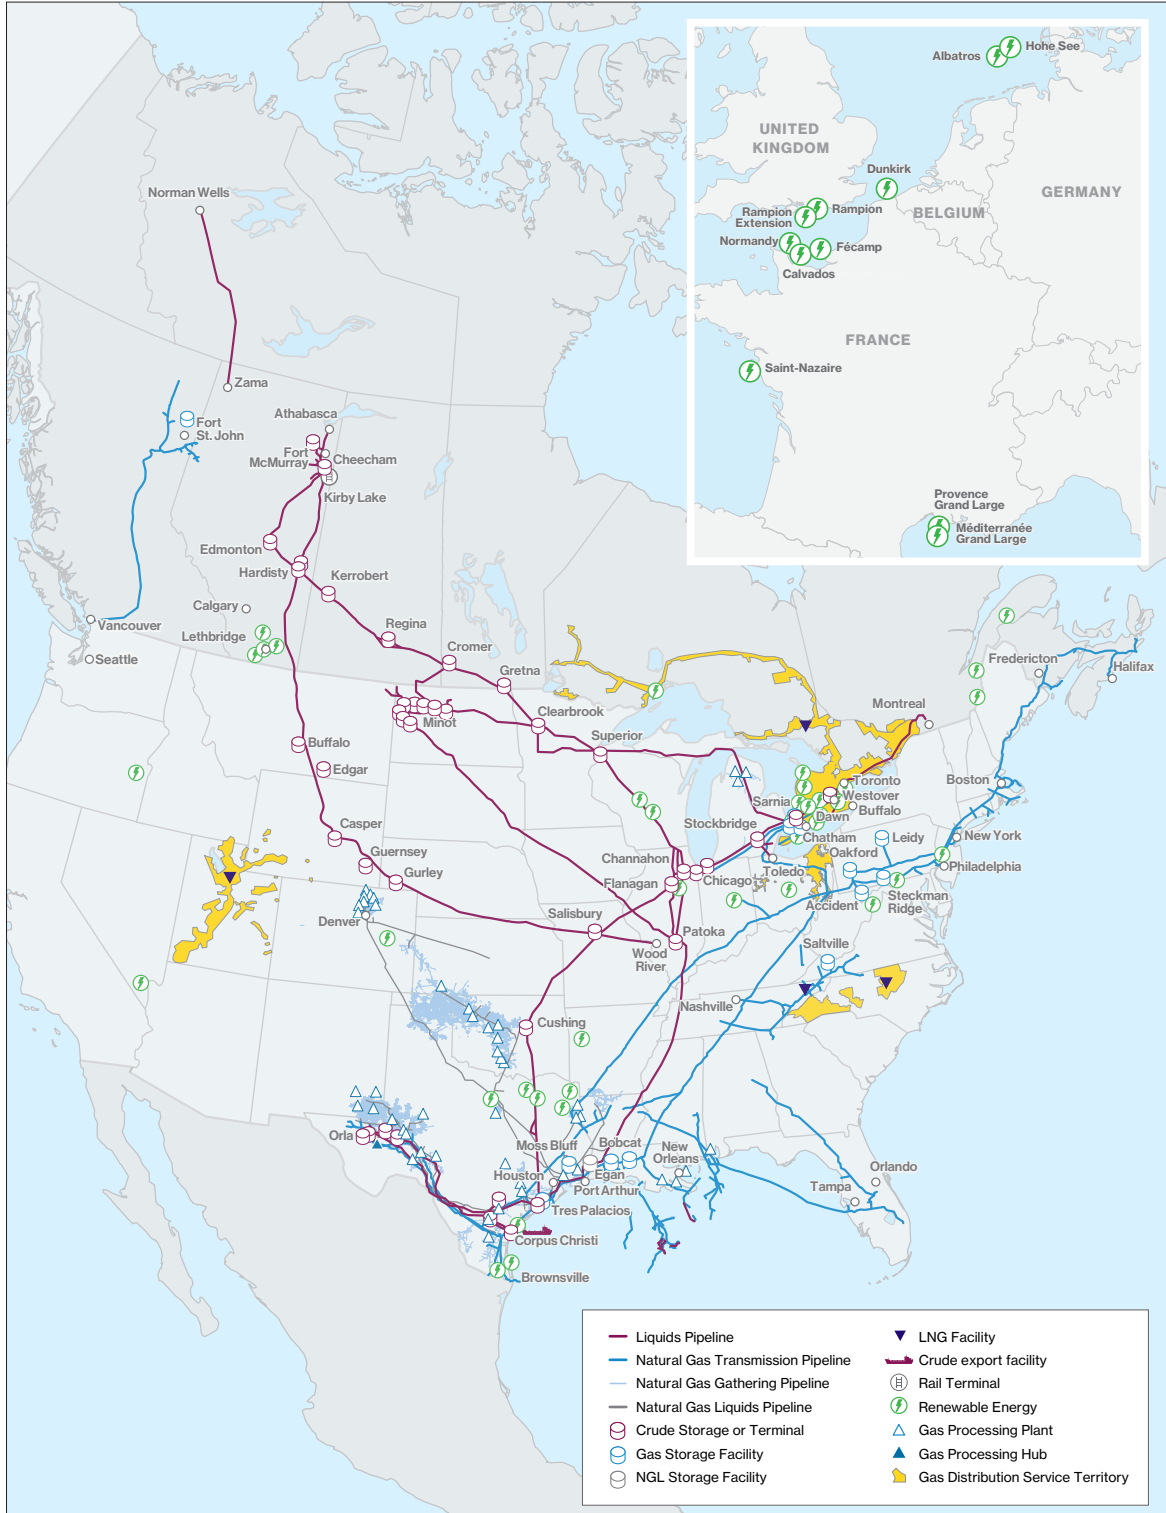 Hohe See
Albatros
UNITED
KINGDOM
Dunkirk
GERMANY
Rampion
Extension
Rampion
BELGIUM
Normandy
Fécamp
Calvados
FRANCE
Saint-Nazaire
Provence
Grand Large
Méditerranée
Grand Large
Norman Wells
Zama
Fort
St. John
Athabasca
Fort
McMurray
Cheecham
Kirby Lake
Edmonton
Hardisty
Kerrobert
Calgary
Vancouver
Lethbridge
Regina
Seattle
Cromer
Gretna
Fredericton
Halifax
Montreal
Minot
Clearbrook
Superior
Buffalo
Edgar
Toronto
Boston
Westover
Sarnia
Buffalo
Dawn
Casper
Stockbridge
Chatham
Leidy
New York
Guernsey
Oakford
Channahon
Philadelphia
Gurley
Flanagan
Chicago
Toledo
Steckman
Ridge
Accident
Denver
Salisbury
Patoka
Wood
River
Saltville
Nashville
Cushing
Orla
Moss Bluff
Bobcat
New
Orleans
Houston
Egan
Port Arthur
Orlando
Tampa
Tres Palacios
Corpus Christi
Brownsville
Liquids Pipeline
Natural Gas Transmission Pipeline
Natural Gas Gathering Pipeline
Natural Gas Liquids Pipeline
Crude Storage or Terminal
Gas Storage Facility
NGL Storage Facility
LNG Facility
Crude export facility
Rail Terminal
Renewable Energy
Gas Processing Plant
Gas Processing Hub
Gas Distribution Service Territory